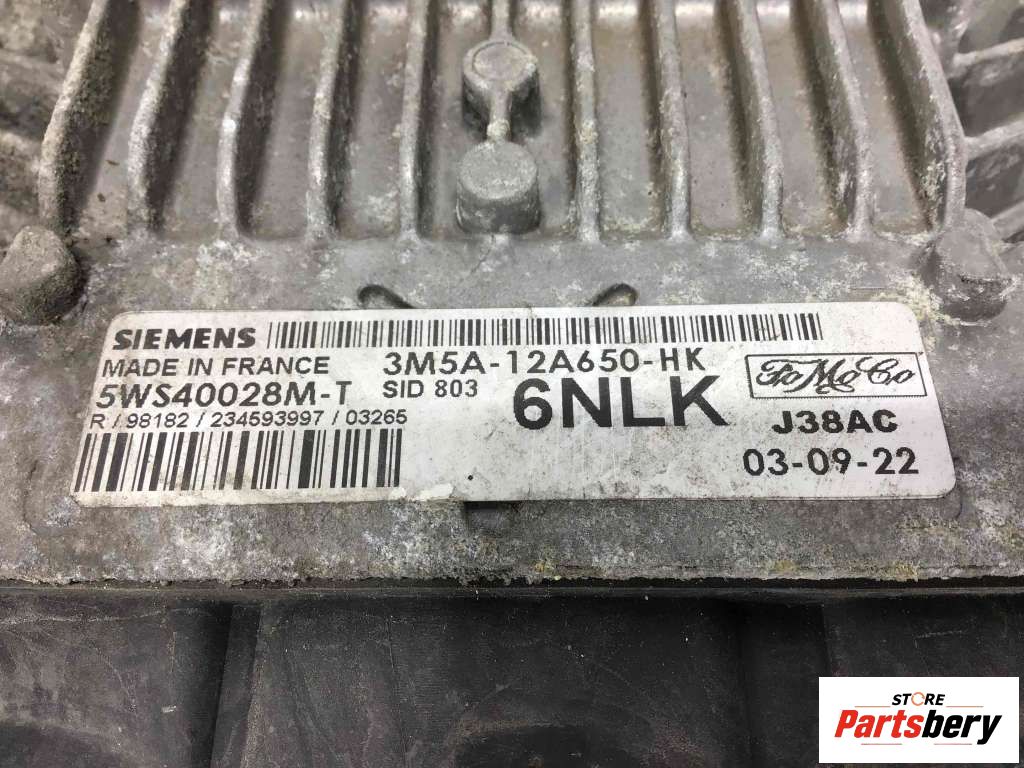 SIEMENS
MADE IN FRANCE 3M5A-12A650-HK
5WS40028M-T SID 803 6NLK FoMoCo
R / 98182 / 234593997 / 03265 J38AC
03-09-22
STORE
Partsbery